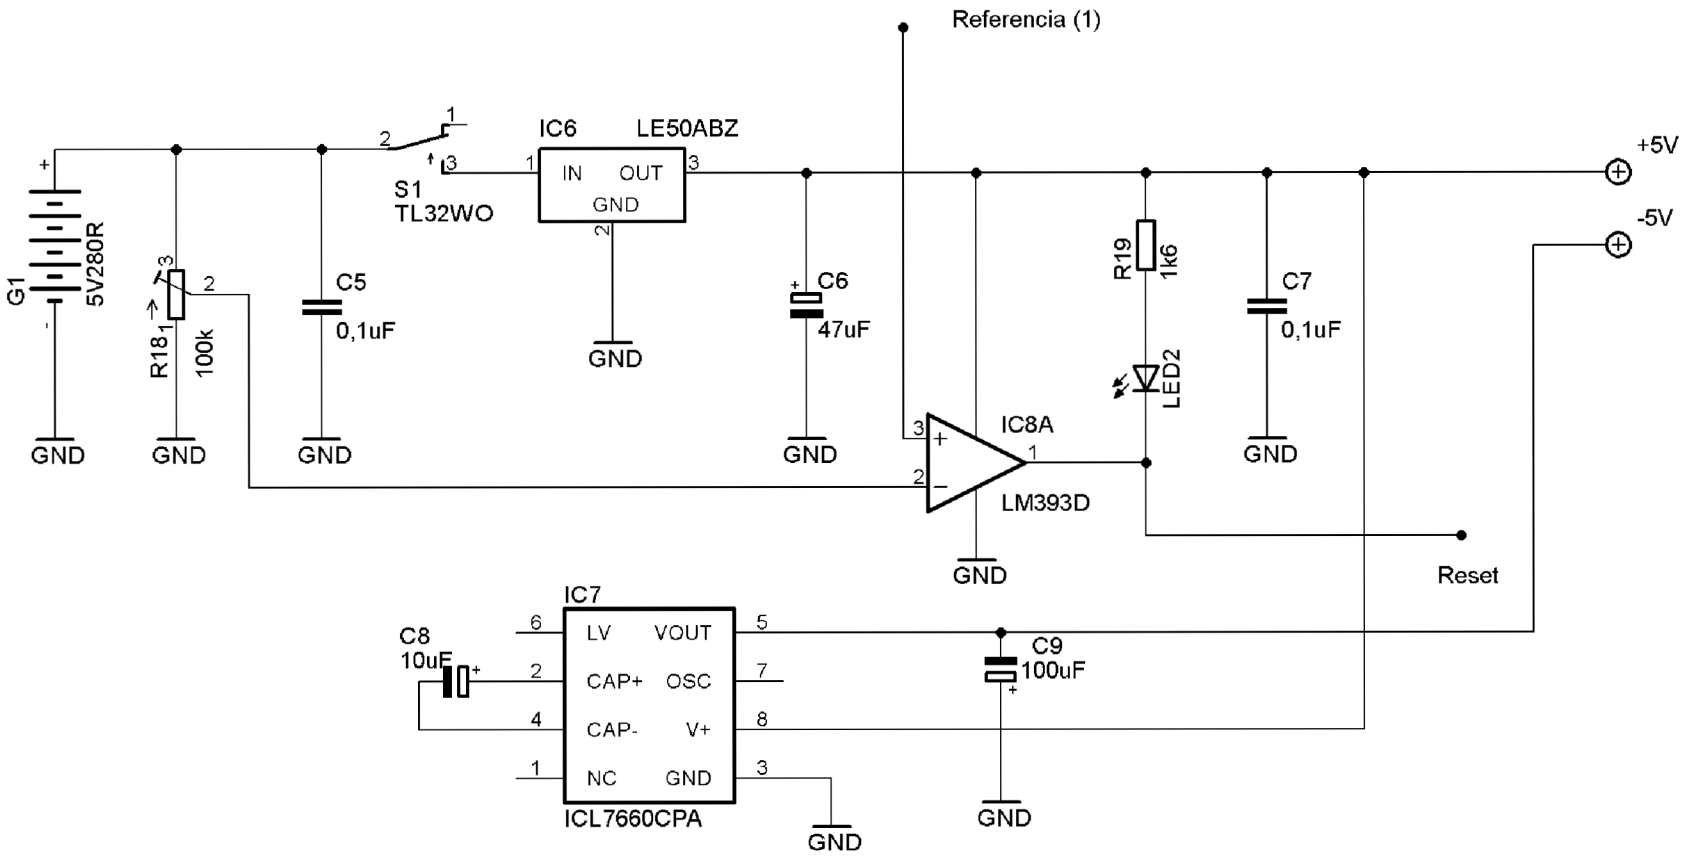 Referencia (1)
1
2
3
S1
TL32WO
IC6
LE50ABZ
1
IN
OUT
3
GND
2
GND
+5V
-5V
+
G1
5V280R
-
GND
3
2
R18
1
100k
GND
C5
0,1uF
GND
+
C6
47uF
GND
R19
1k6
LED2
C7
0,1uF
GND
3
+
2
-
IC8A
1
LM393D
GND
Reset
IC7
6
LV
VOUT
5
C8
10uF
+
2
CAP+
OSC
7
4
CAP-
V+
8
1
NC
GND
3
ICL7660CPA
GND
C9
100uF
+
GND